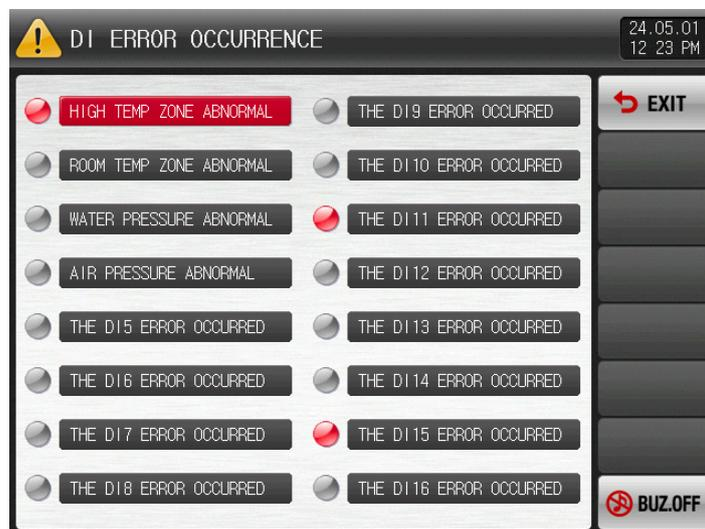 DI ERROR OCCURRENCE
24.05.01
12 23 PM
HIGH TEMP ZONE ABNORMAL
ROOM TEMP ZONE ABNORMAL
WATER PRESSURE ABNORMAL
AIR PRESSURE ABNORMAL
THE DI5 ERROR OCCURRED
THE DI6 ERROR OCCURRED
THE DI7 ERROR OCCURRED
THE DI8 ERROR OCCURRED
THE DI9 ERROR OCCURRED
THE DI10 ERROR OCCURRED
THE DI11 ERROR OCCURRED
THE DI12 ERROR OCCURRED
THE DI13 ERROR OCCURRED
THE DI14 ERROR OCCURRED
THE DI15 ERROR OCCURRED
THE DI16 ERROR OCCURRED
EXIT
BUZ.OFF